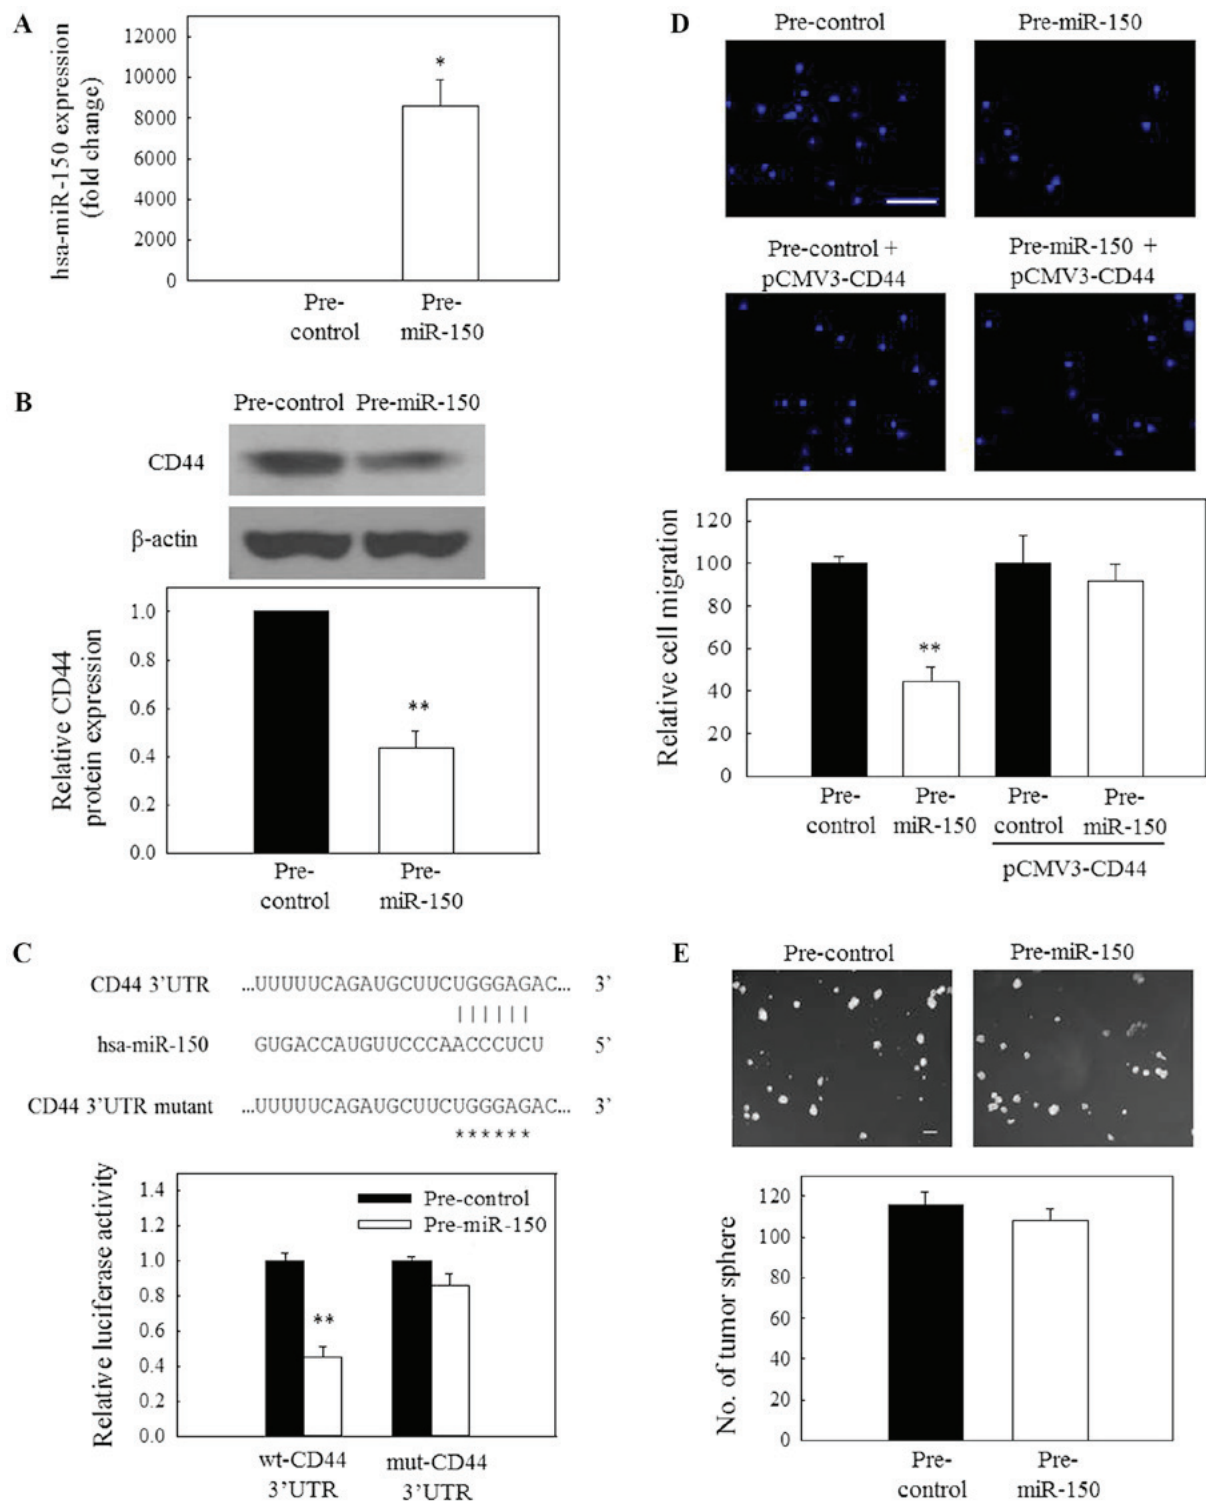 A
hsa-miR-150 expression
(fold change)
12000
10000
8000
6000
4000
2000
0
*
Pre-
control
Pre-
miR-150
B
Pre-control Pre-miR-150
CD44
β-actin
Relative CD44
protein expression
1.0
0.8
0.6
0.4
0.2
0.0
**
Pre-
control
Pre-
miR-150
C
CD44 3’UTR ...UUUUUCAGAUGCUUCUGGGAGAC... 3’
hsa-miR-150 GUGACCAUGUUCCCAACCCUCU 5’
CD44 3’UTR mutant ...UUUUUCAGAUGCUUCUGGGAGAC... 3’
******
Relative luciferase activity
1.4
1.2
1.0
0.8
0.6
0.4
0.2
0.0
Pre-control
Pre-miR-150
**
wt-CD44
3’UTR
mut-CD44
3’UTR
D
Pre-control
Pre-miR-150
Pre-control +
pCMV3-CD44
Pre-miR-150 +
pCMV3-CD44
Relative cell migration
120
100
80
60
40
20
0
**
Pre-
control
Pre-
miR-150
Pre-
control
Pre-
miR-150
pCMV3-CD44
E
Pre-control
Pre-miR-150
No. of tumor sphere
120
100
80
60
40
20
0
Pre-
control
Pre-
miR-150